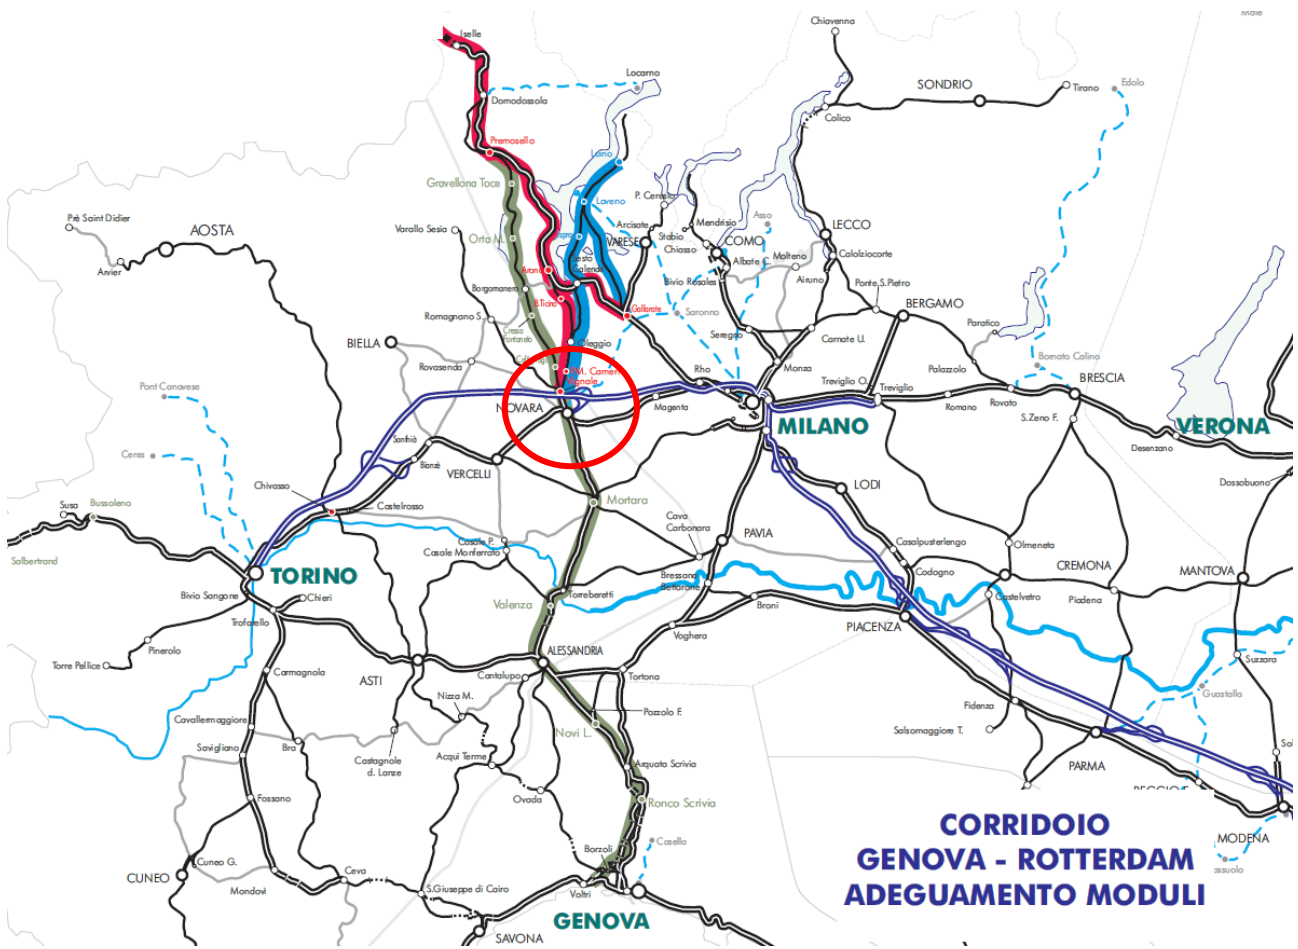 Male
Chiavenna
Iselle
Locarno
SONDRIO
Tirano
Edolo
Domodossola
Colico
Premosello
Luino
Gravellona Toce
P. Ceresio
Laveno
Prè Saint Didier
AOSTA
Varallo Sesia
Arcisate
Mendrisio
Asso
LECCO
Orta M.
VARESE
Stabio
Chiasso
COMO
Arvier
Albate C.
Molteno
Calolziocorte
Arona
Sesto
Calende
Bivio Rosales
Airuno
Ponte S. Pietro
Borgomanero
B.Ticino
Gallarate
Saronno
BERGAMO
Romagnano S.
Cressa
Fontaneto
Seregno
Carnate U.
Paratico
BIELLA
Oleggio
Rovasenda
P.M. Cameri
Vignale
Rho
Monza
Palazzolo
Bornato Calino
Pont Canavese
Treviglio O.
Treviglio
BRESCIA
NOVARA
Magenta
Romano
Rovato
MILANO
S.Zeno F.
VERONA
Santhià
Bianzè
VERCELLI
Desenzano
Ceres
Chivasso
Castelrosso
LODI
Dossobuono
Susa
Bussoleno
Mortara
Cava
Carbonara
PAVIA
Salbertrand
Casale P.
Casale Monferrato
Casalpusterlengo
Olmeneta
TORINO
Bressana
Bottarone
Codogno
CREMONA
MANTOVA
Bivio Sangone
Chieri
Torreberetti
Valenza
Broni
Castelvetro
Piadena
Trofarello
PIACENZA
Pinerolo
Voghera
Torre Pellice
ALESSANDRIA
Suzzara
Carmagnola
ASTI
Cantalupo
Tortona
Guastalla
Nizza M.
Cavallermaggiore
Pozzolo F.
Fidenza
Novi L.
Salsomaggiore T.
Savigliano
Bra
Castagnole
d. Lanze
Acqui Terme
Arquata Scrivia
PARMA
Fossano
Ovada
Ronco Scrivia
REGGIO E.
CORRIDOIO
GENOVA - ROTTERDAM
ADEGUAMENTO MODULI
MODENA
Casella
Borzoli
Cuneo G.
CUNEO
Mondovì
Ceva
S.Giuseppe di Cairo
Voltri
GENOVA
SAVONA